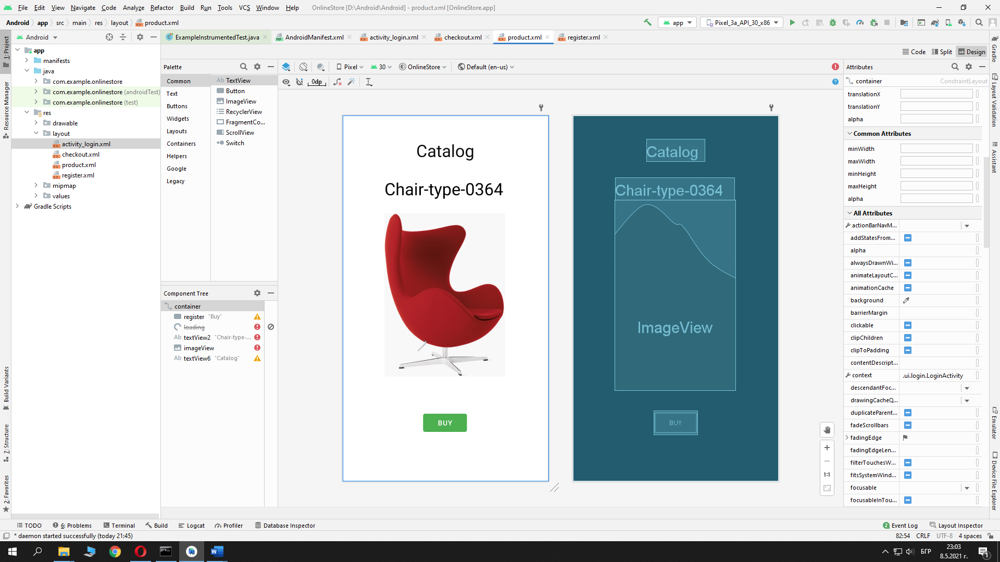 File Edit View Navigate Code Analyze Refactor Build Run Tools VCS Window Help OnlineStore [D:\Android\Android] - product.xml [OnlineStore.app]
Android app src main res layout product.xml
app Pixel_3a_API_30_x86
1: Project
Resource Manager
Build Variants
7: Structure
2: Favorites
Android
app
manifests
java
com.example.onlinestore
com.example.onlinestore (androidTest)
com.example.onlinestore (test)
res
drawable
layout
activity_login.xml
checkout.xml
product.xml
register.xml
mipmap
values
Gradle Scripts
ExampleInstrumentedTest.java AndroidManifest.xml activity_login.xml checkout.xml product.xml register.xml
Code Split Design
Palette
Common
Text
Buttons
Widgets
Layouts
Containers
Helpers
Google
Legacy
Ab TextView
Button
ImageView
RecyclerView
FragmentCo...
ScrollView
Switch
Pixel 30 OnlineStore Default (en-us)
0dp
Component Tree
container
register "Buy"
loading
Ab textView2 "Chair-type-...
imageView
Ab textView6 "Catalog"
Catalog
Chair-type-0364
BUY
Catalog
Chair-type-0364
ImageView
BUY
1:1
Attributes
container ConstraintLayout
translationX
translationY
alpha
Common Attributes
minWidth
maxWidth
minHeight
maxHeight
alpha
All Attributes
actionBarNavM...
addStatesFrom...
alpha
alwaysDrawnWi...
animateLayoutC...
animationCache
background
barrierMargin
clickable
clipChildren
clipToPadding
contentDescript...
context .ui.login.LoginActivity
descendantFoc...
drawingCacheQ...
duplicateParent...
fadeScrollbars
fadingEdge
fadingEdgeLen...
filterTouchesW...
fitsSystemWind...
focusable
focusableInTou...
Gradle
Layout Validation
Assistant
Emulator
Device File Explorer
TODO 6: Problems Terminal Build Logcat Profiler Database Inspector 2 Event Log Layout Inspector
* daemon started successfully (today 21:45) 82:54 CRLF UTF-8 4 spaces
БГР
23:03
8.5.2021 г.
1